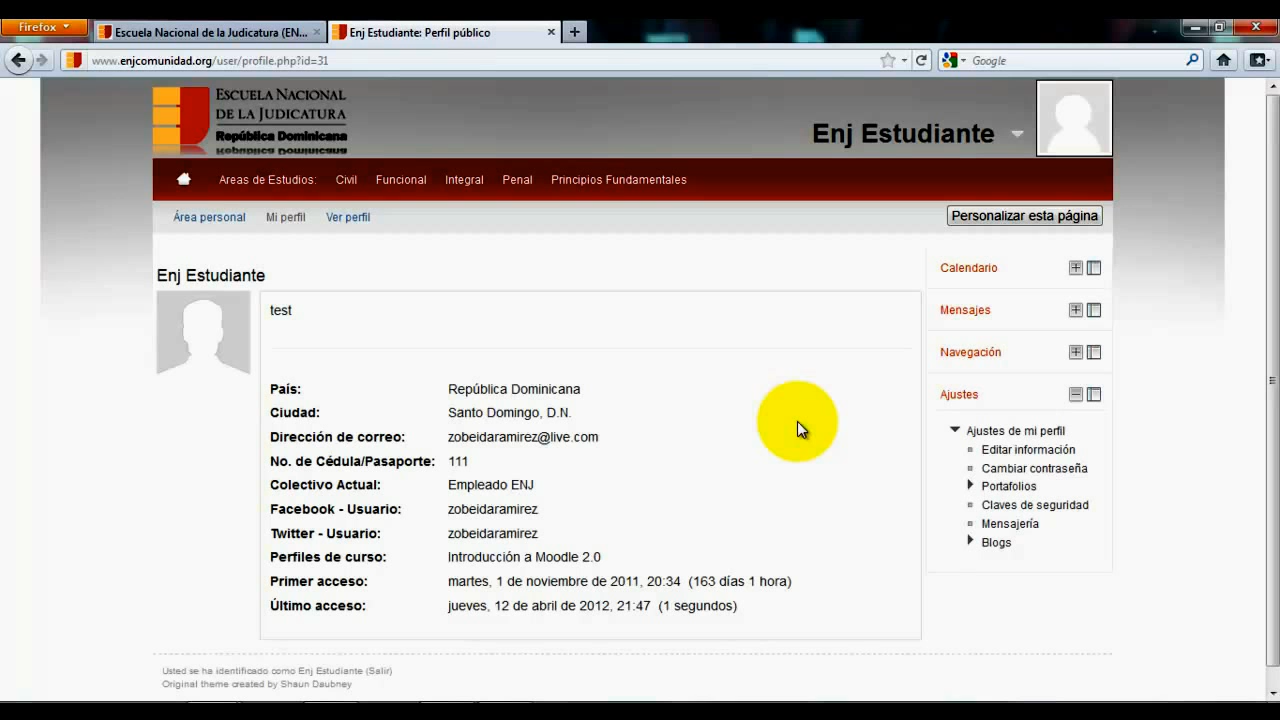 Firefox
Escuela Nacional de la Judicatura (EN...
Enj Estudiante: Perfil público
www.enjcomunidad.org/user/profile.php?id=31
Google
ESCUELA NACIONAL
DE LA JUDICATURA
República Dominicana
Enj Estudiante
Areas de Estudios: Civil Funcional Integral Penal Principios Fundamentales
Área personal Mi perfil Ver perfil
Personalizar esta página
Enj Estudiante
test
País: República Dominicana
Ciudad: Santo Domingo, D.N.
Dirección de correo: zobeidaramirez@live.com
No. de Cédula/Pasaporte: 111
Colectivo Actual: Empleado ENJ
Facebook - Usuario: zobeidaramirez
Twitter - Usuario: zobeidaramirez
Perfiles de curso: Introducción a Moodle 2.0
Primer acceso: martes, 1 de noviembre de 2011, 20:34 (163 días 1 hora)
Último acceso: jueves, 12 de abril de 2012, 21:47 (1 segundos)
Calendario
Mensajes
Navegación
Ajustes
Ajustes de mi perfil
Editar información
Cambiar contraseña
Portafolios
Claves de seguridad
Mensajería
Blogs
Usted se ha identificado como Enj Estudiante (Salir)
Original theme created by Shaun Daubney